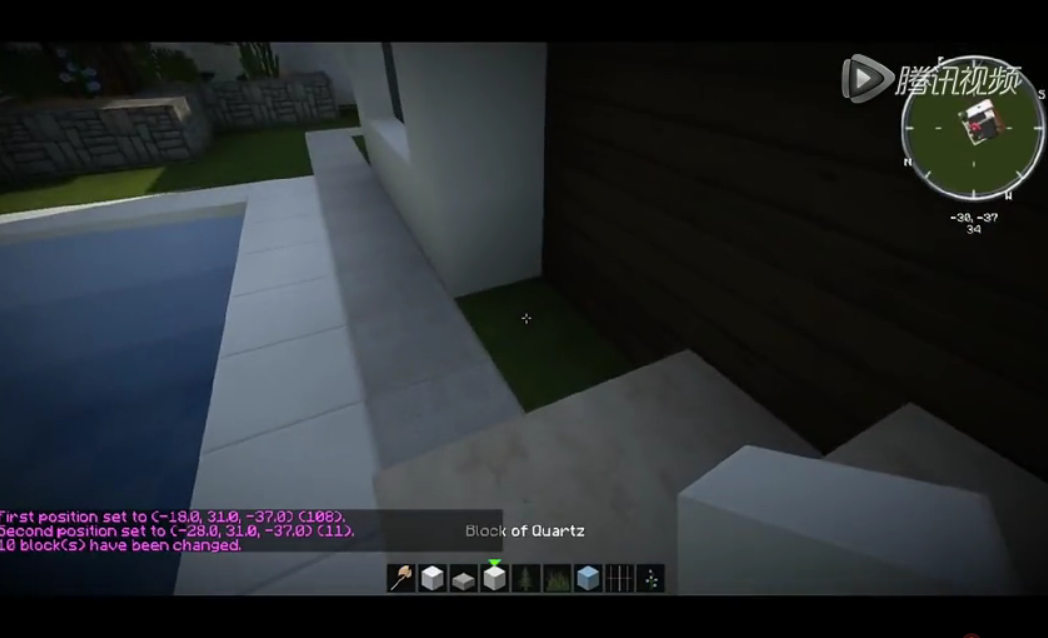 腾讯视频
S
N
W
-30, -37
34
First position set to (-18.0, 31.0, -37.0) (108).
Second position set to (-28.0, 31.0, -37.0) (11).
10 block(s) have been changed.
Block of Quartz